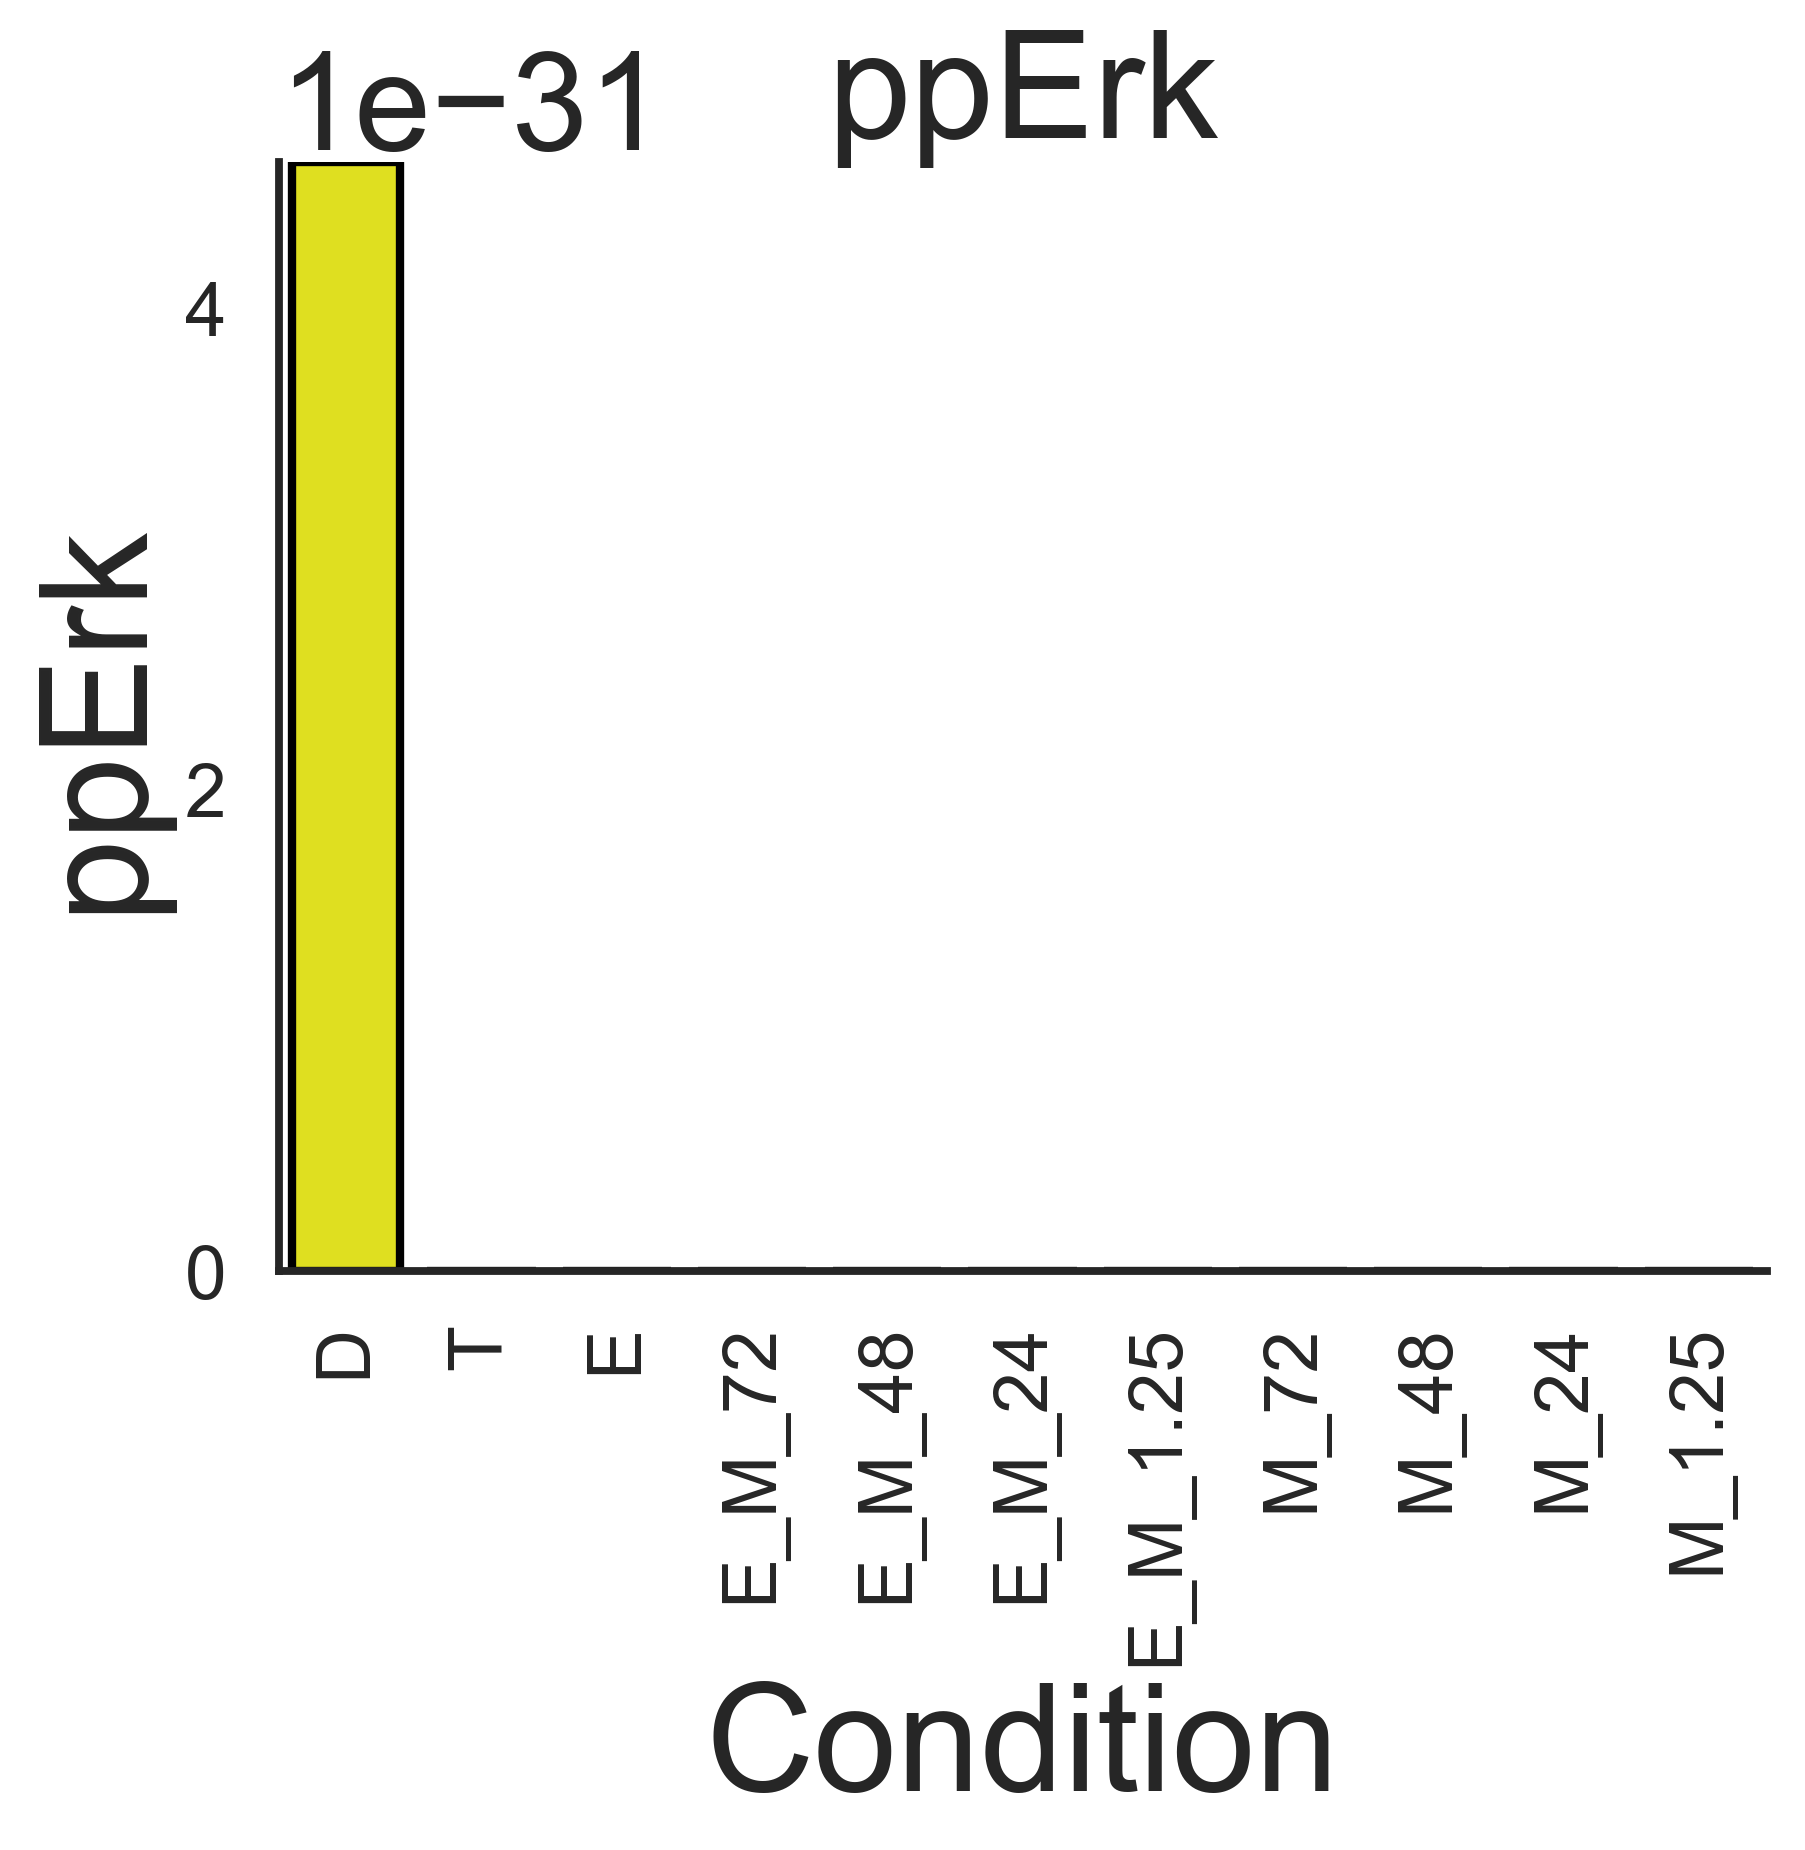 1e−31
ppErk
ppErk
4
2
0
D
T
E
E_M_72
E_M_48
E_M_24
E_M_1.25
M_72
M_48
M_24
M_1.25
Condition